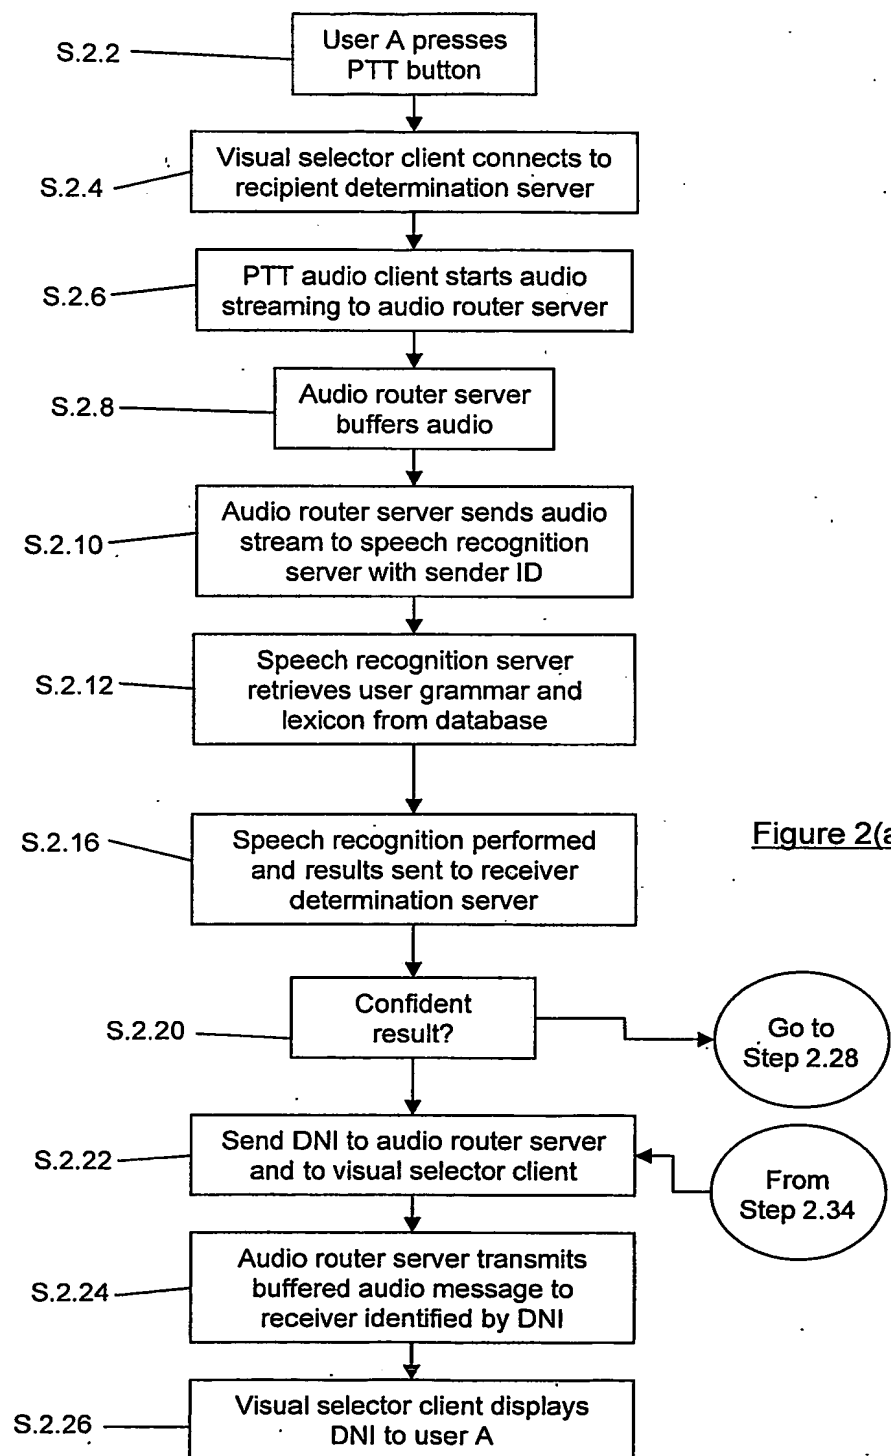 S.2.2
User A presses
PTT button
S.2.4
Visual selector client connects to
recipient determination server
S.2.6
PTT audio client starts audio
streaming to audio router server
S.2.8
Audio router server
buffers audio
S.2.10
Audio router server sends audio
stream to speech recognition
server with sender ID
S.2.12
Speech recognition server
retrieves user grammar and
lexicon from database
S.2.16
Speech recognition performed
and results sent to receiver
determination server
Figure 2(a
S.2.20
Confident
result?
Go to
Step 2.28
S.2.22
Send DNI to audio router server
and to visual selector client
From
Step 2.34
S.2.24
Audio router server transmits
buffered audio message to
receiver identified by DNI
S.2.26
Visual selector client displays
DNI to user A